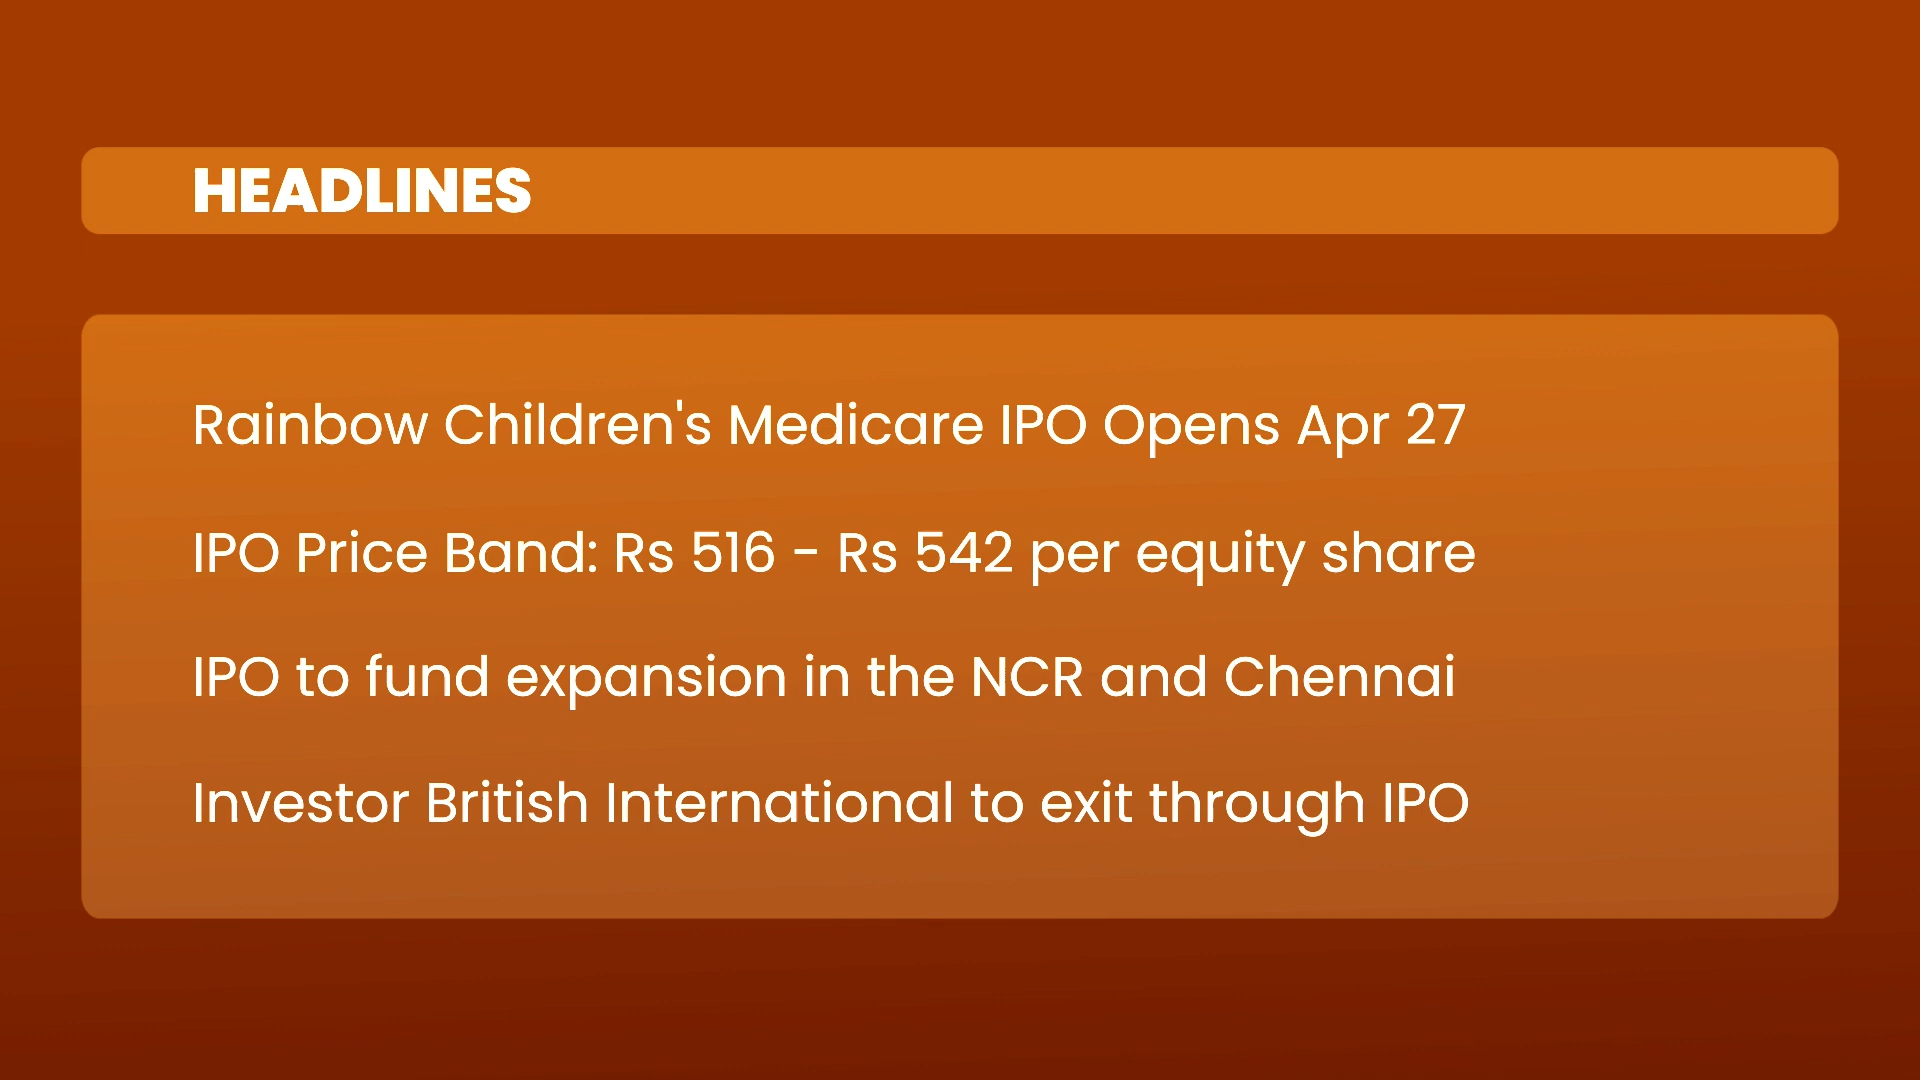 HEADLINES
Rainbow Children's Medicare IPO Opens Apr 27
IPO Price Band: Rs 516 - Rs 542 per equity share
IPO to fund expansion in the NCR and Chennai
Investor British International to exit through IPO